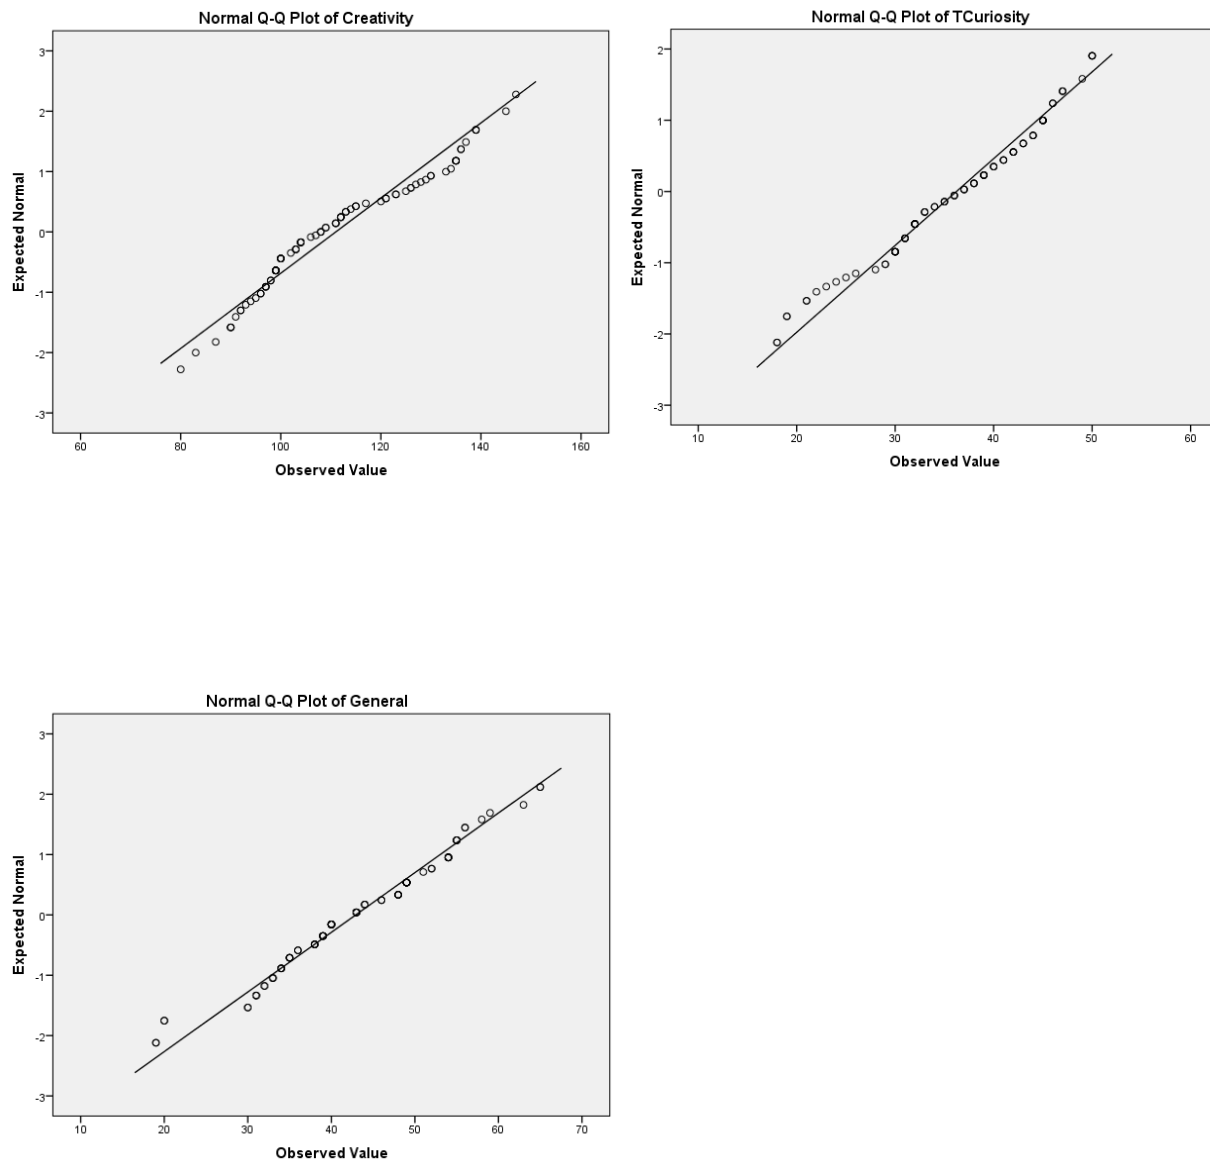 Normal Q-Q Plot of Creativity
3
2
1
0
-1
-2
-3
Expected Normal
60 80 100 120 140 160
Observed Value
Normal Q-Q Plot of TCuriosity
2
1
0
-1
-2
-3
Expected Normal
10 20 30 40 50 60
Observed Value
Normal Q-Q Plot of General
3
2
1
0
-1
-2
-3
Expected Normal
10 20 30 40 50 60 70
Observed Value